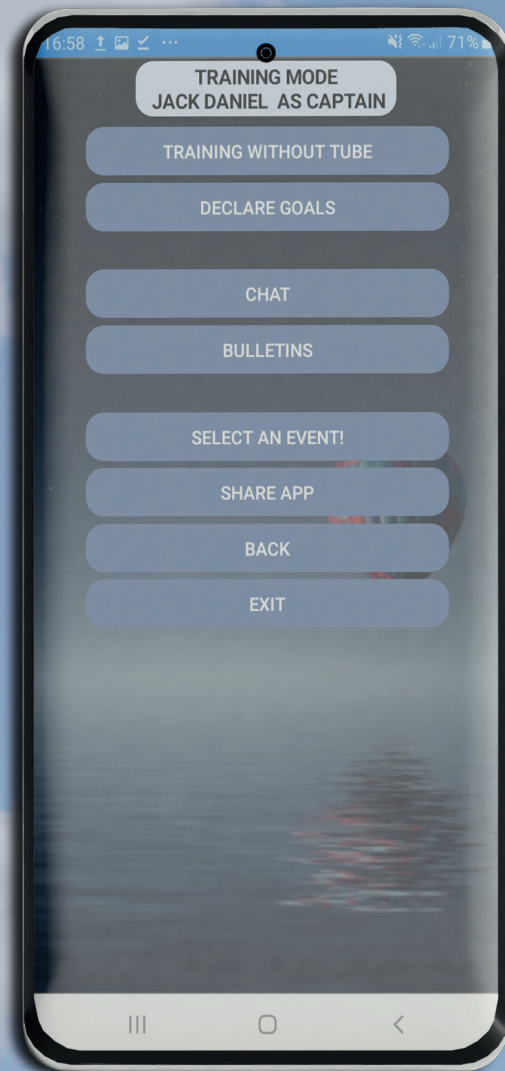 16:58
71%
TRAINING MODE
JACK DANIEL AS CAPTAIN
TRAINING WITHOUT TUBE
DECLARE GOALS
CHAT
BULLETINS
SELECT AN EVENT!
SHARE APP
BACK
EXIT